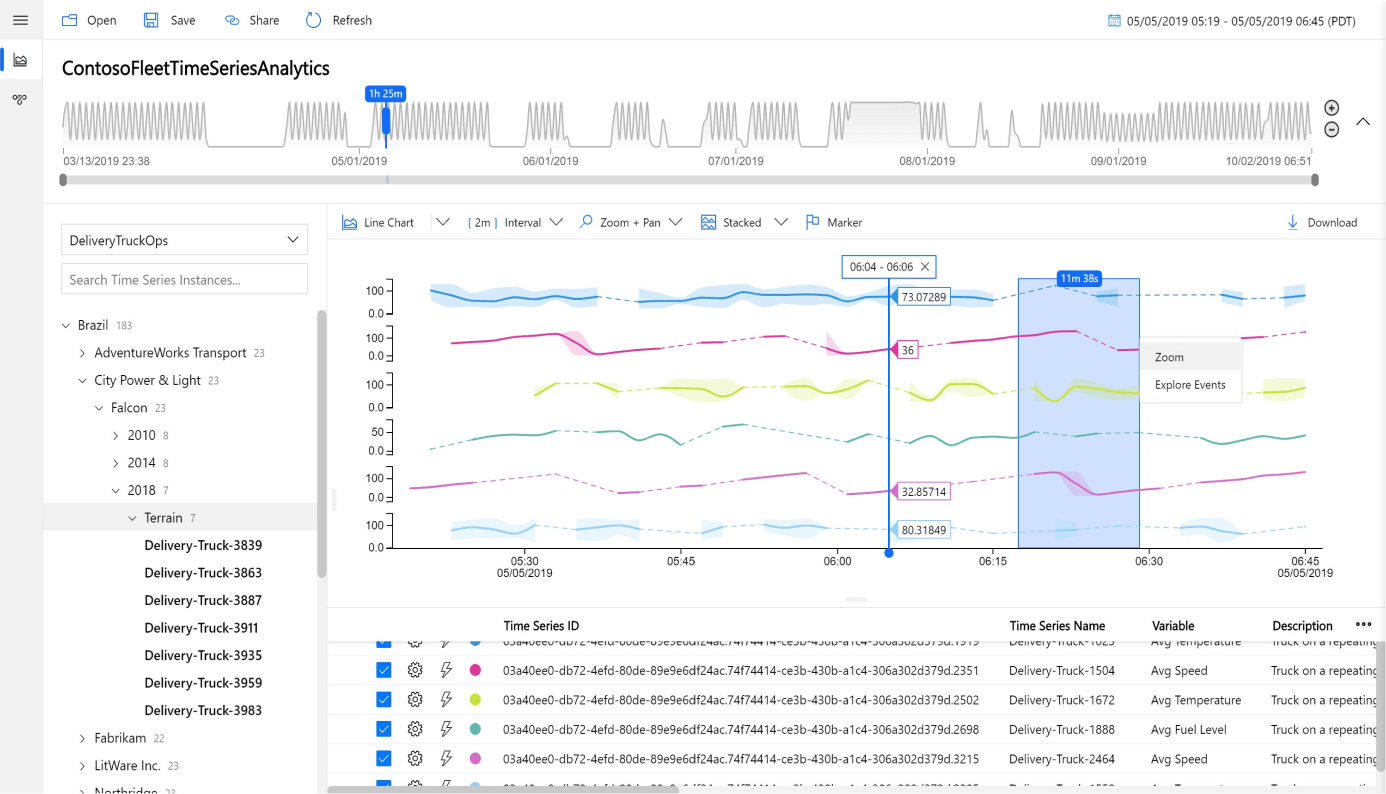 Open Save Share Refresh 05/05/2019 05:19 - 05/05/2019 06:45 (PDT)
ContosoFleetTimeSeriesAnalytics
1h 25m
03/13/2019 23:38 05/01/2019 06/01/2019 07/01/2019 08/01/2019 09/01/2019 10/02/2019 06:51
DeliveryTruckOps
Search Time Series Instances...
Brazil 183
AdventureWorks Transport 23
City Power & Light 23
Falcon 23
2010 8
2014 8
2018 7
Terrain 7
Delivery-Truck-3839
Delivery-Truck-3863
Delivery-Truck-3887
Delivery-Truck-3911
Delivery-Truck-3935
Delivery-Truck-3959
Delivery-Truck-3983
Fabrikam 22
LitWare Inc. 23
Northridge 23
Line Chart [ 2m ] Interval Zoom + Pan Stacked Marker Download
06:04 - 06:06
11m 38s
100
73.07289
0.0
100
36
0.0
Zoom
Explore Events
100
0.0
50
0.0
100
32.85714
0.0
100
80.31849
0.0
05:30 05:45 06:00 06:15 06:30 06:45
05/05/2019 05/05/2019
Time Series ID Time Series Name Variable Description
03a40ee0-db72-4efd-80de-89e9e6df24ac.74f74414-ce3b-430b-a1c4-306a302d379d.1919 Delivery-Truck-1023 Avg Temperature Truck on a repeating
03a40ee0-db72-4efd-80de-89e9e6df24ac.74f74414-ce3b-430b-a1c4-306a302d379d.2351 Delivery-Truck-1504 Avg Speed Truck on a repeating
03a40ee0-db72-4efd-80de-89e9e6df24ac.74f74414-ce3b-430b-a1c4-306a302d379d.2502 Delivery-Truck-1672 Avg Temperature Truck on a repeating
03a40ee0-db72-4efd-80de-89e9e6df24ac.74f74414-ce3b-430b-a1c4-306a302d379d.2698 Delivery-Truck-1888 Avg Fuel Level Truck on a repeating
03a40ee0-db72-4efd-80de-89e9e6df24ac.74f74414-ce3b-430b-a1c4-306a302d379d.3215 Delivery-Truck-2464 Avg Speed Truck on a repeating